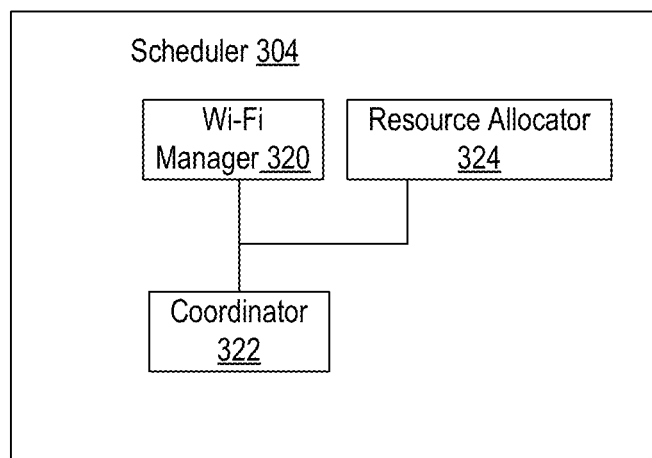 Scheduler 304
Wi-Fi
Manager 320
Resource Allocator
324
Coordinator
322